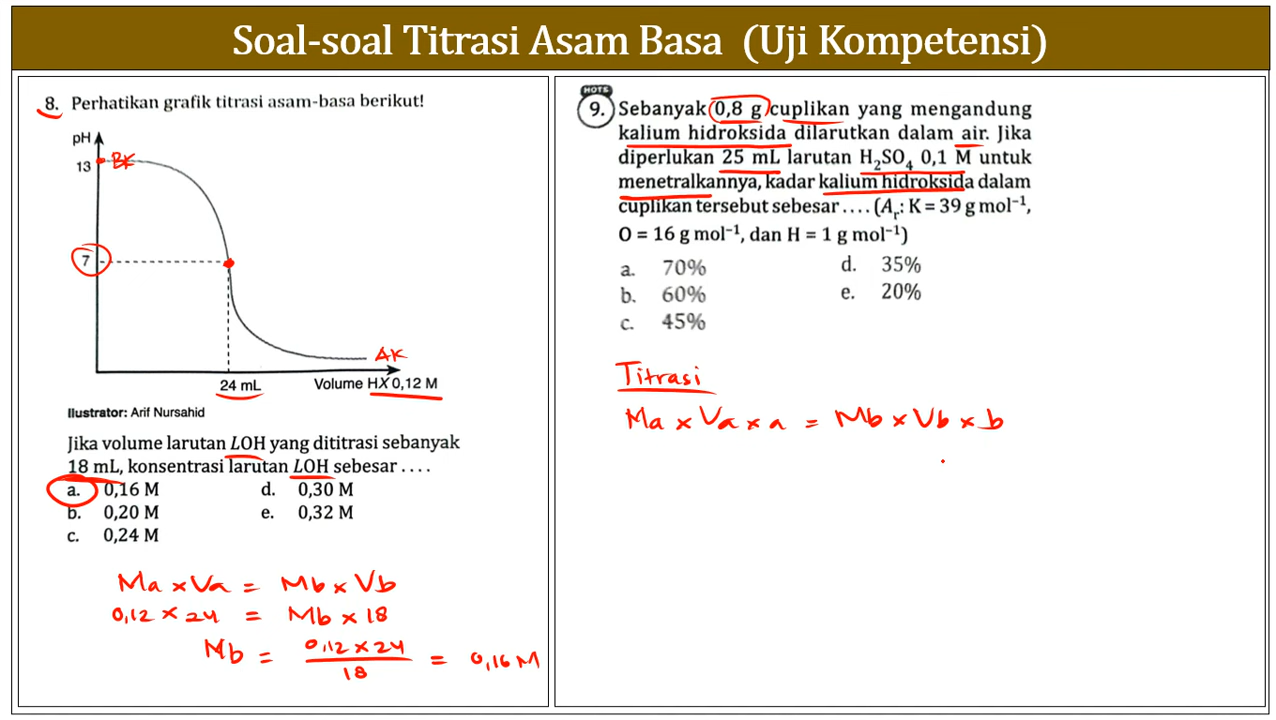 Soal-soal Titrasi Asam Basa (Uji Kompetensi)
8. Perhatikan grafik titrasi asam-basa berikut!
pH
13
BK
7
AK
24 mL
Volume HX 0,12 M
Ilustrator: Arif Nursahid
Jika volume larutan LOH yang dititrasi sebanyak
18 mL, konsentrasi larutan LOH sebesar ....
a. 0,16 M
d. 0,30 M
b. 0,20 M
e. 0,32 M
c. 0,24 M
Ma × Va = Mb × Vb
0,12 × 24 = Mb × 18
Mb = 0,12 × 24 / 18 = 0,16 M
HOTS
9. Sebanyak 0,8 g cuplikan yang mengandung
kalium hidroksida dilarutkan dalam air. Jika
diperlukan 25 mL larutan H₂SO₄ 0,1 M untuk
menetralkannya, kadar kalium hidroksida dalam
cuplikan tersebut sebesar .... (Aᵣ: K = 39 g mol⁻¹,
O = 16 g mol⁻¹, dan H = 1 g mol⁻¹)
a. 70%
d. 35%
b. 60%
e. 20%
c. 45%
Titrasi
Ma × Va × a = Mb × Vb × b